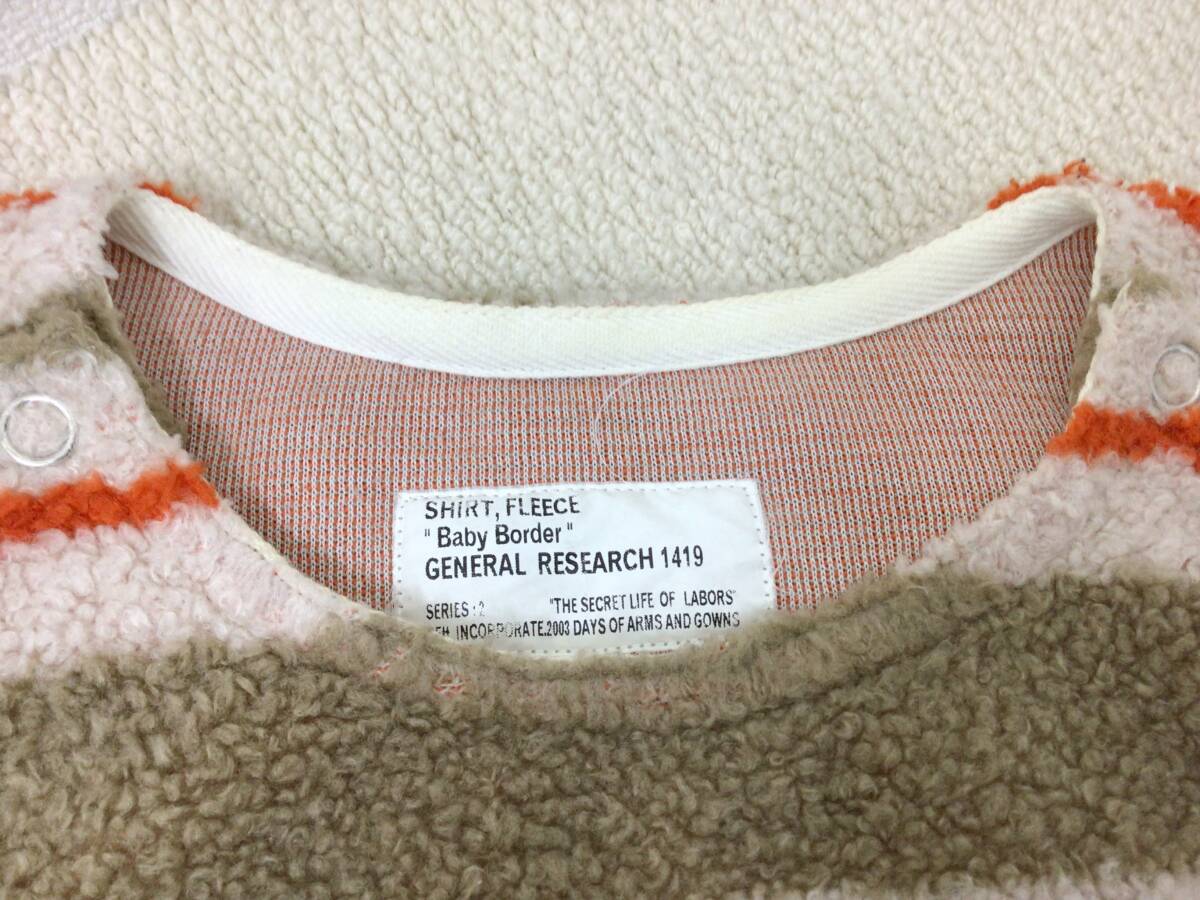 SHIRT, FLEECE
" Baby Border "
GENERAL RESEARCH 1419
SERIES : 2 "THE SECRET LIFE OF LABORS"
INCORPORATE.2003 DAYS OF ARMS AND GOWNS